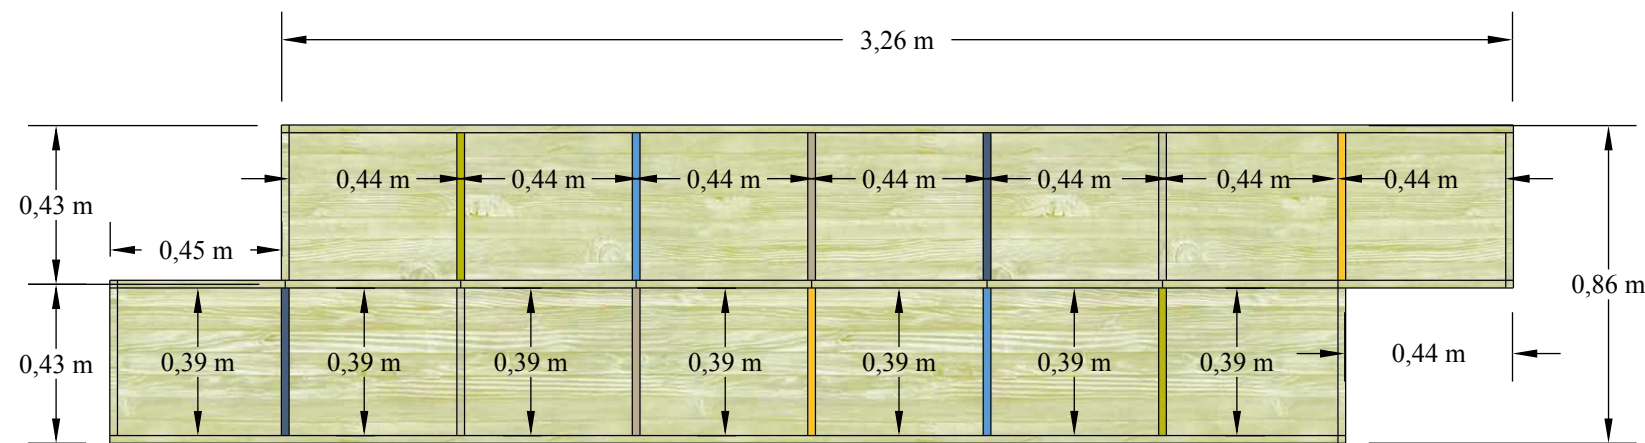 3,26 m
0,44 m 0,44 m 0,44 m 0,44 m 0,44 m 0,44 m 0,44 m
0,43 m
0,45 m
0,86 m
0,43 m 0,39 m 0,39 m 0,39 m 0,39 m 0,39 m 0,39 m 0,39 m 0,44 m